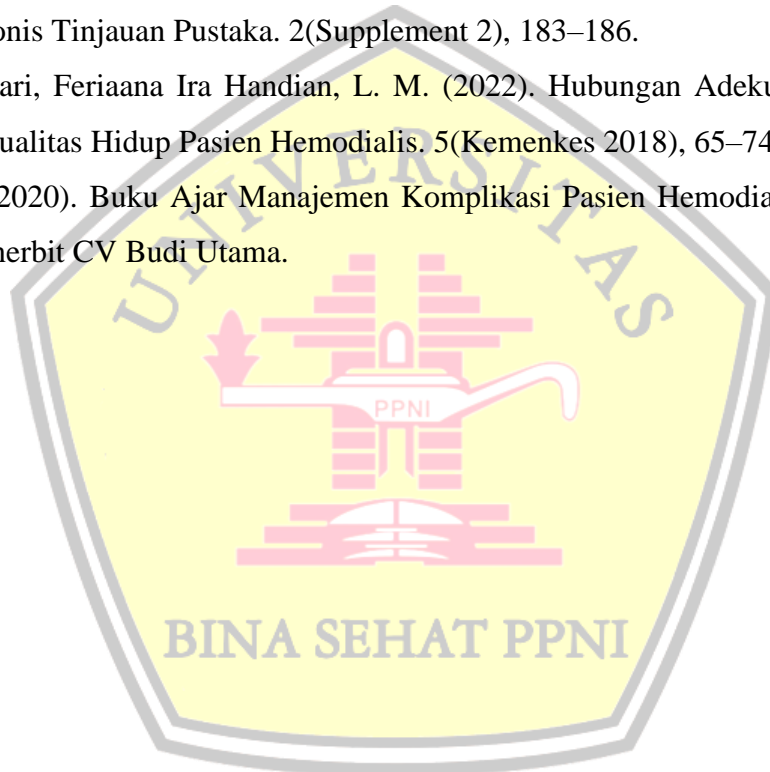 onis Tinjauan Pustaka. 2(Supplement 2), 183–186.
ari, Feriaana Ira Handian, L. M. (2022). Hubungan Adeku
ualitas Hidup Pasien Hemodialis. 5(Kemenkes 2018), 65–74
2020). Buku Ajar Manajemen Komplikasi Pasien Hemodia
nerbit CV Budi Utama.
UNIVERSITAS
PPNI
BINA SEHAT PPNI